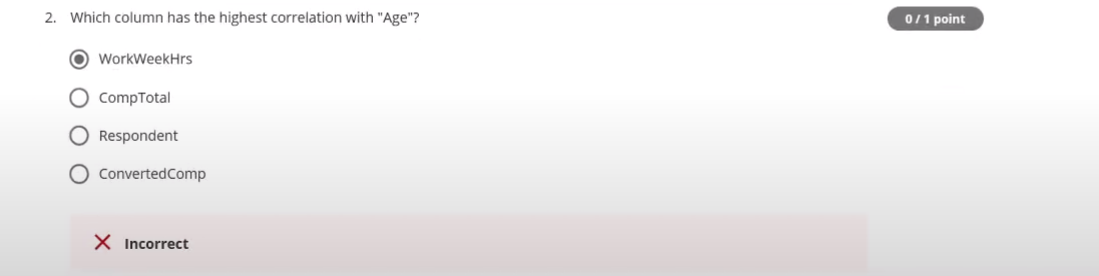 2. Which column has the highest correlation with "Age"?
0 / 1 point
WorkWeekHrs
CompTotal
Respondent
ConvertedComp
Incorrect